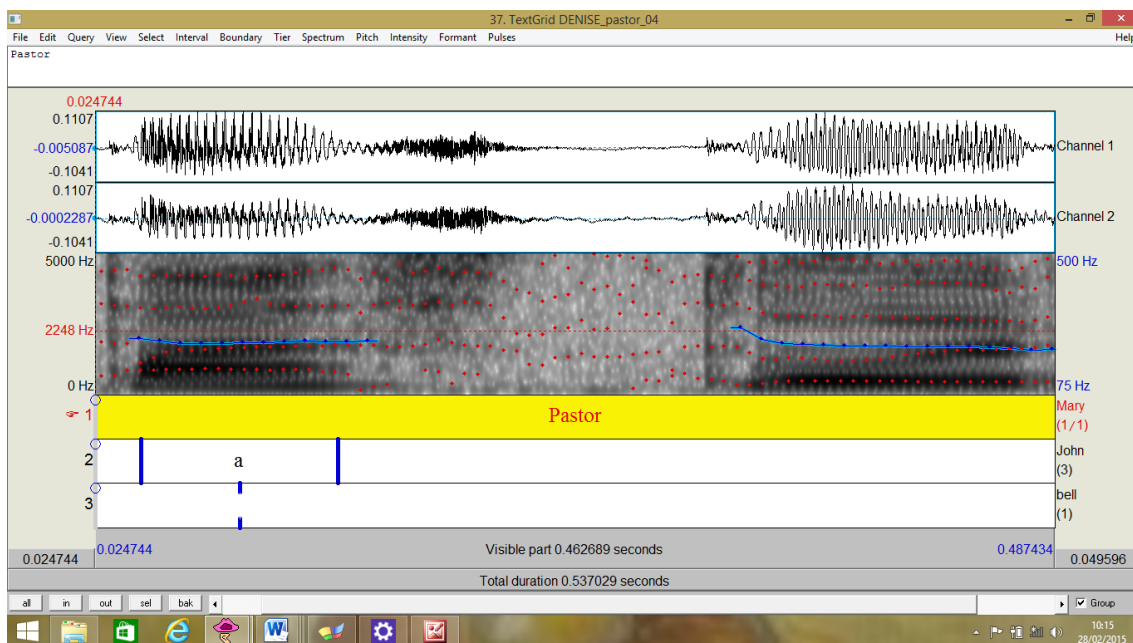 37. TextGrid DENISE_pastor_04
File Edit Query View Select Interval Boundary Tier Spectrum Pitch Intensity Formant Pulses Help
Pastor
0.024744
0.1107
-0.005087
-0.1041
Channel 1
0.1107
-0.0002287
-0.1041
Channel 2
5000 Hz
500 Hz
2248 Hz
0 Hz
75 Hz
1
Pastor
Mary
(1/1)
2
a
John
(3)
3
bell
(1)
0.024744
0.024744
Visible part 0.462689 seconds
0.487434
0.049596
Total duration 0.537029 seconds
all in out sel bak
Group
10:15
28/02/2015